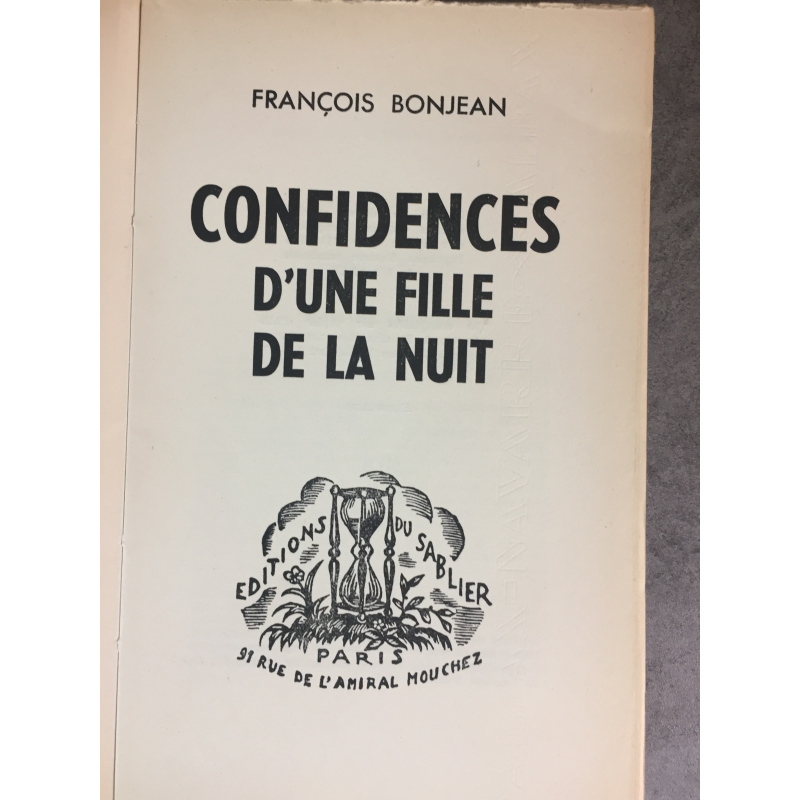 FRANÇOIS BONJEAN
CONFIDENCES
D'UNE FILLE
DE LA NUIT
EDITIONS DU SABLIER
PARIS
91 RUE DE L'AMIRAL MOUCHEZ